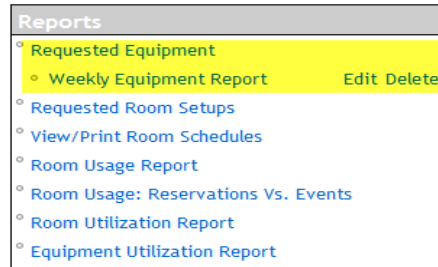 Reports
Requested Equipment
Weekly Equipment Report Edit Delete
Requested Room Setups
View/Print Room Schedules
Room Usage Report
Room Usage: Reservations Vs. Events
Room Utilization Report
Equipment Utilization Report